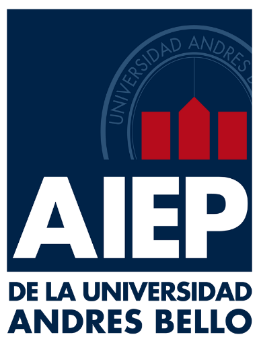 UNIVERSIDAD ANDRES B
AIEP
DE LA UNIVERSIDAD
ANDRES BELLO